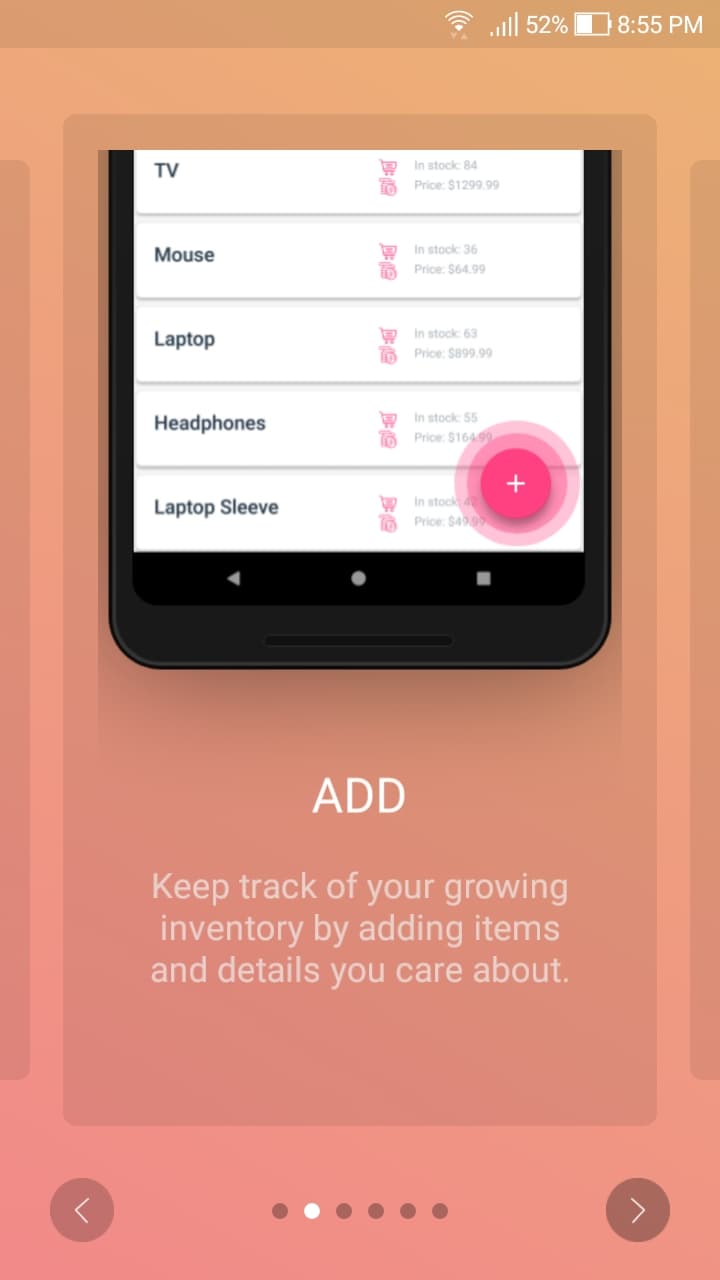 52% 8:55 PM
TV
In stock: 84
Price: $1299.99
Mouse
In stock: 36
Price: $64.99
Laptop
In stock: 63
Price: $899.99
Headphones
In stock: 55
Price: $164.99
+
Laptop Sleeve
In stock: 42
Price: $49.99
ADD
Keep track of your growing
inventory by adding items
and details you care about.